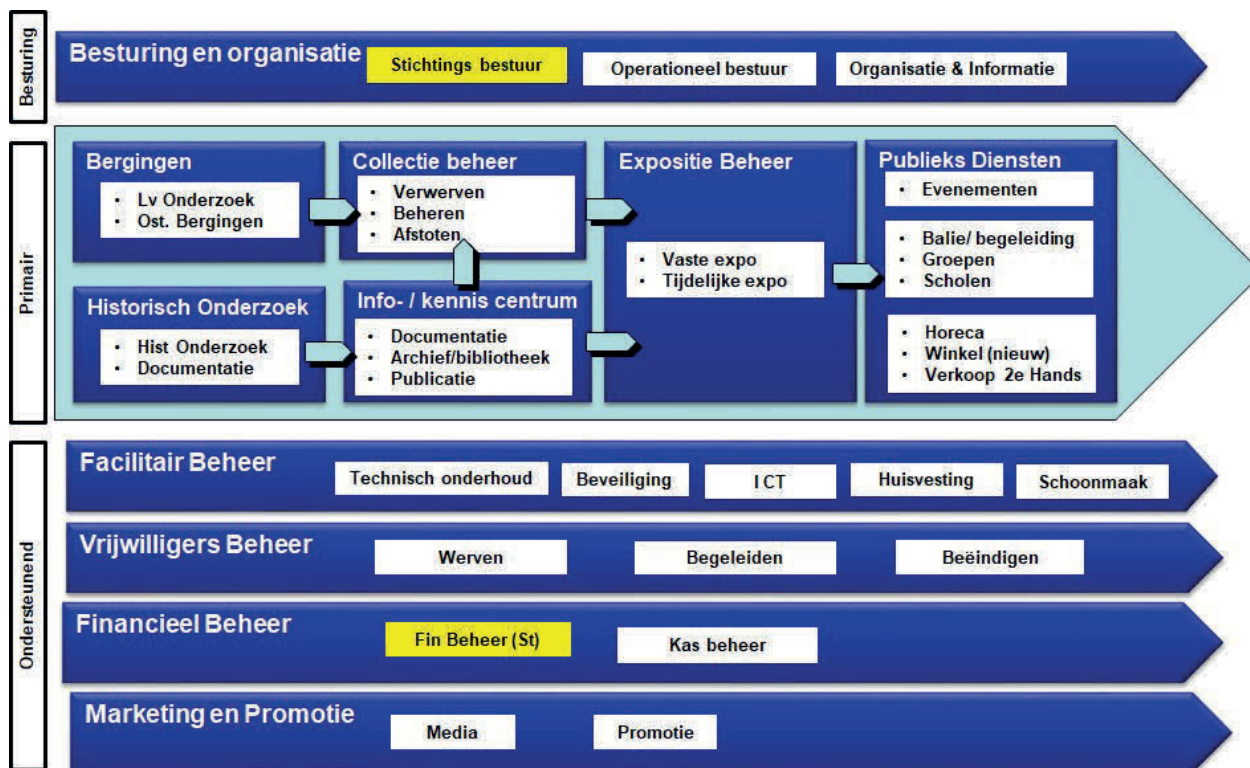 Besturing
Besturing en organisatie
Stichtings bestuur
Operationeel bestuur
Organisatie & Informatie
Primair
Bergingen
• Lv Onderzoek
• Ost. Bergingen
Collectie beheer
• Verwerven
• Beheren
• Afstoten
Historisch Onderzoek
• Hist Onderzoek
• Documentatie
Info- / kennis centrum
• Documentatie
• Archief/bibliotheek
• Publicatie
Expositie Beheer
• Vaste expo
• Tijdelijke expo
Publieks Diensten
• Evenementen
• Balie/ begeleiding
• Groepen
• Scholen
• Horeca
• Winkel (nieuw)
• Verkoop 2e Hands
Ondersteunend
Facilitair Beheer
Technisch onderhoud
Beveiliging
ICT
Huisvesting
Schoonmaak
Vrijwilligers Beheer
Werven
Begeleiden
Beëindigen
Financieel Beheer
Fin Beheer (St)
Kas beheer
Marketing en Promotie
Media
Promotie